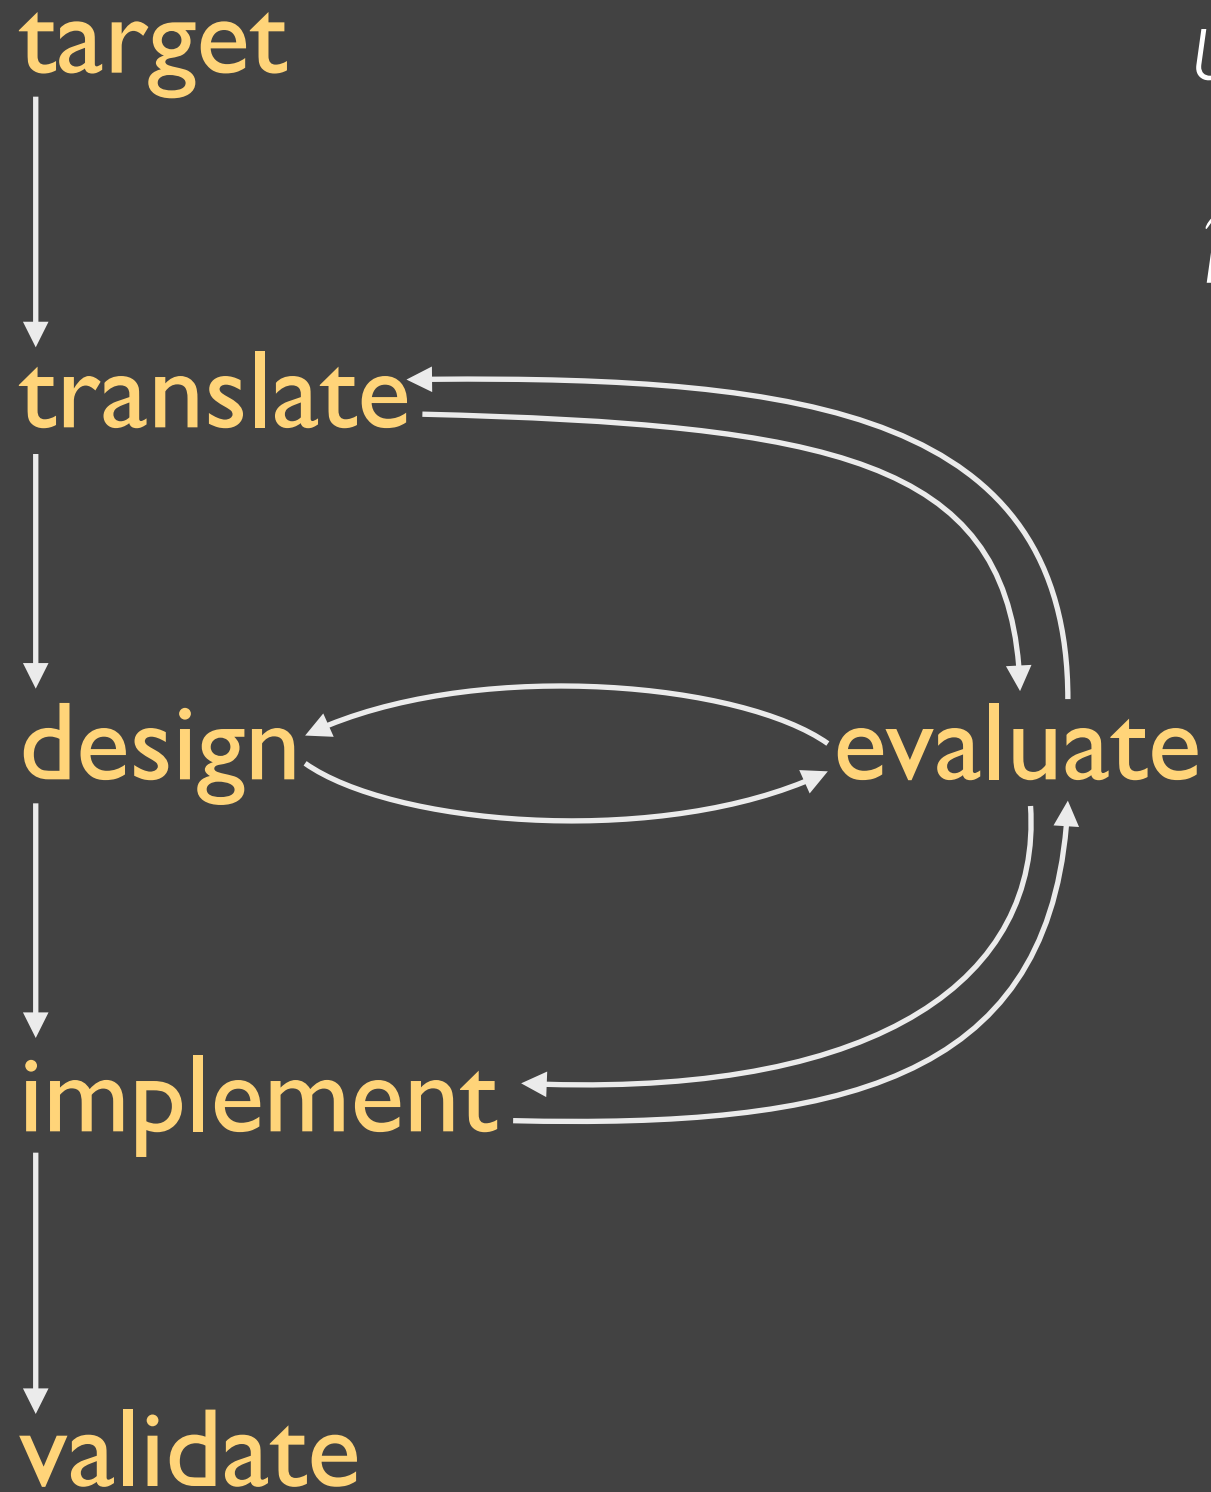 target
translate
design
evaluate
implement
validate